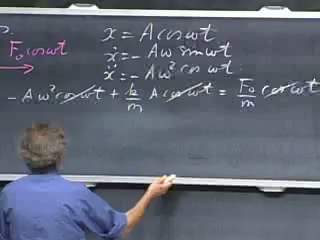 x = A cos ωt
F₀ cos ωt
ẋ = - Aω sin ωt
ẍ = - Aω² cos ωt
- Aω² cos ωt + k/m A cos ωt = F₀/m cos ωt